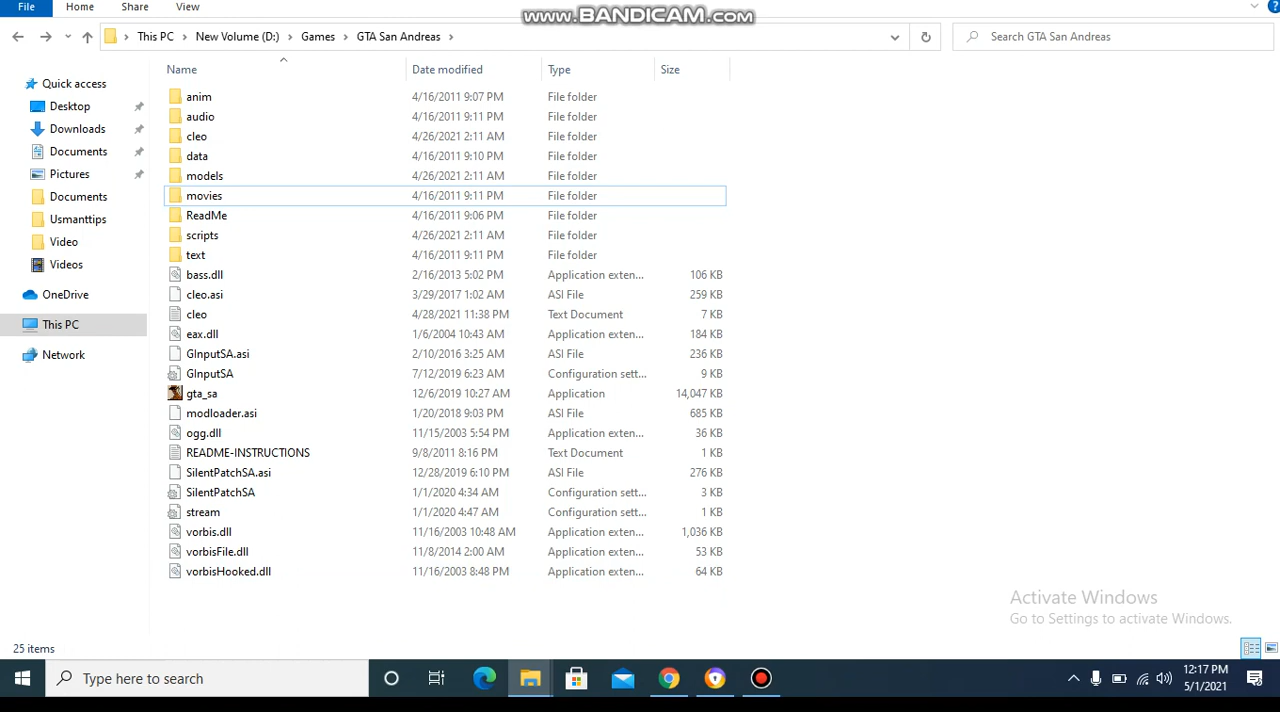 www.BANDICAM.com
File Home Share View
This PC New Volume (D:) Games GTA San Andreas Search GTA San Andreas
Name Date modified Type Size
Quick access
Desktop
Downloads
Documents
Pictures
Documents
Usmanttips
Video
Videos
OneDrive
This PC
Network
anim 4/16/2011 9:07 PM File folder
audio 4/16/2011 9:11 PM File folder
cleo 4/26/2021 2:11 AM File folder
data 4/16/2011 9:10 PM File folder
models 4/26/2021 2:11 AM File folder
movies 4/16/2011 9:11 PM File folder
ReadMe 4/16/2011 9:06 PM File folder
scripts 4/26/2021 2:11 AM File folder
text 4/16/2011 9:11 PM File folder
bass.dll 2/16/2013 5:02 PM Application exten... 106 KB
cleo.asi 3/29/2017 1:02 AM ASI File 259 KB
cleo 4/28/2021 11:38 PM Text Document 7 KB
eax.dll 1/6/2004 10:43 AM Application exten... 184 KB
GInputSA.asi 2/10/2016 3:25 AM ASI File 236 KB
GInputSA 7/12/2019 6:23 AM Configuration sett... 9 KB
gta_sa 12/6/2019 10:27 AM Application 14,047 KB
modloader.asi 1/20/2018 9:03 PM ASI File 685 KB
ogg.dll 11/15/2003 5:54 PM Application exten... 36 KB
README-INSTRUCTIONS 9/8/2011 8:16 PM Text Document 1 KB
SilentPatchSA.asi 12/28/2019 6:10 PM ASI File 276 KB
SilentPatchSA 1/1/2020 4:34 AM Configuration sett... 3 KB
stream 1/1/2020 4:47 AM Configuration sett... 1 KB
vorbis.dll 11/16/2003 10:48 AM Application exten... 1,036 KB
vorbisFile.dll 11/8/2014 2:00 AM Application exten... 53 KB
vorbisHooked.dll 11/16/2003 8:48 PM Application exten... 64 KB
Activate Windows
Go to Settings to activate Windows.
25 items
Type here to search
12:17 PM
5/1/2021